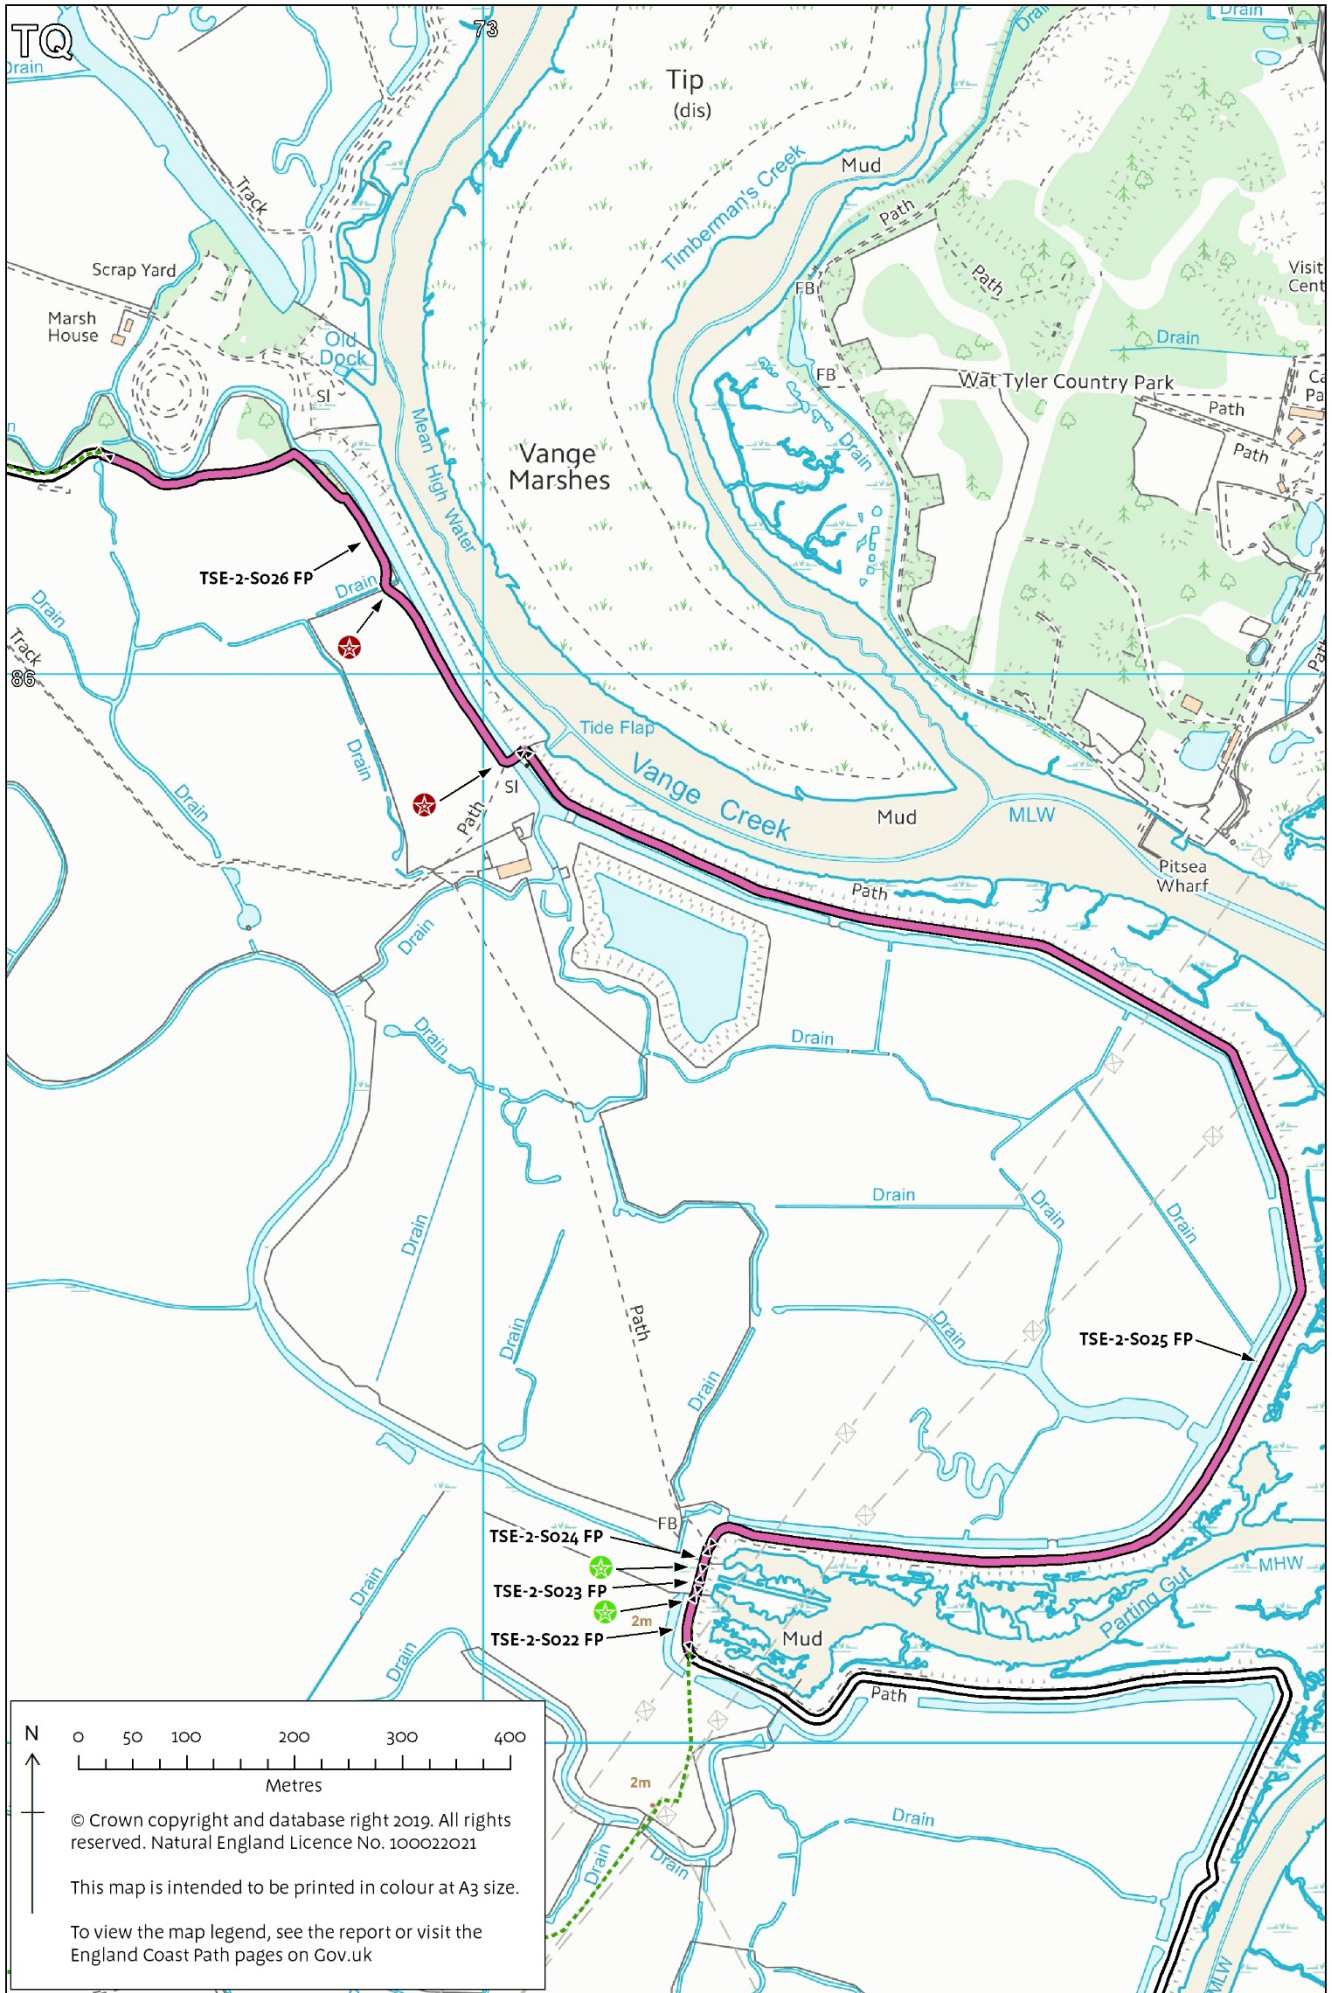 TQ
73
Drain
Drain
Drain
Tip
(dis)
Mud
Timberman's Creek
Track
Path
Path
Scrap Yard
FB
Marsh
House
Old
Dock
Drain
SI
FB
Wat Tyler Country Park
Path
Path
Mean High Water
Drain
Vange
Marshes
TSE-2-S026 FP
Drain
Drain
Track
86
Path
Tide Flap
Drain
Vange Creek
SI
Drain
Path
Mud
MLW
Pitsea
Wharf
Path
Drain
Drain
Drain
Drain
Drain
Drain
Drain
Path
Drain
Drain
TSE-2-S025 FP
Drain
FB
TSE-2-S024 FP
MHW
TSE-2-S023 FP
Parting Gut
Drain
2m
TSE-2-S022 FP
Mud
Drain
Path
N
0 50 100 200 300 400
Metres
2m
Drain
Drain
Drain
© Crown copyright and database right 2019. All rights
reserved. Natural England Licence No. 100022021
This map is intended to be printed in colour at A3 size.
To view the map legend, see the report or visit the
England Coast Path pages on Gov.uk
MLW